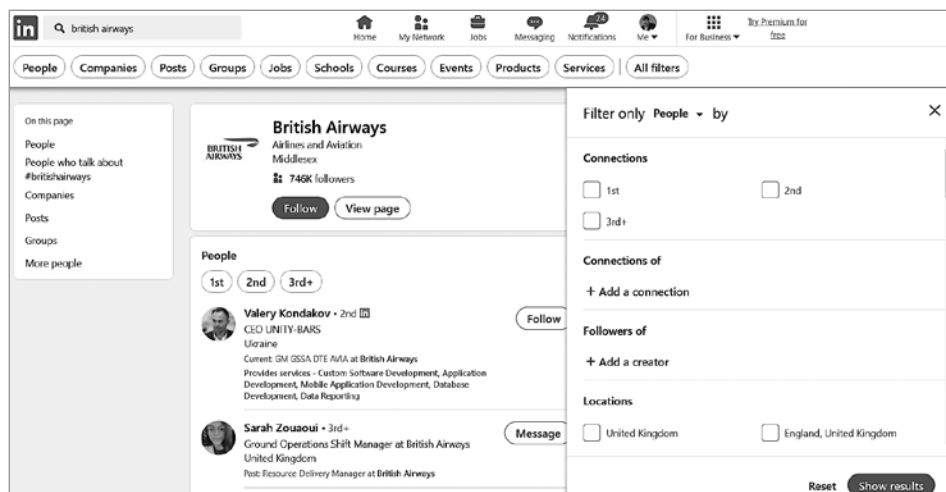 in
british airways
Home
My Network
Jobs
Messaging
24
Notifications
Me
For Business
Try Premium for
free
People
Companies
Posts
Groups
Jobs
Schools
Courses
Events
Products
Services
All filters
On this page
People
People who talk about
#britishairways
Companies
Posts
Groups
More people
BRITISH
AIRWAYS
British Airways
Airlines and Aviation
Middlesex
746K followers
Follow
View page
People
1st
2nd
3rd+
Valery Kondakov • 2nd in
CEO UNITY-BARS
Ukraine
Current: GM GSSA DTE AVIA at British Airways
Provides services - Custom Software Development, Application
Development, Mobile Application Development, Database
Development, Data Reporting
Follow
Sarah Zouaoui • 3rd+
Ground Operations Shift Manager at British Airways
United Kingdom
Past: Resource Delivery Manager at British Airways
Message
Filter only People by
Connections
1st
2nd
3rd+
Connections of
+ Add a connection
Followers of
+ Add a creator
Locations
United Kingdom
England, United Kingdom
Reset
Show results